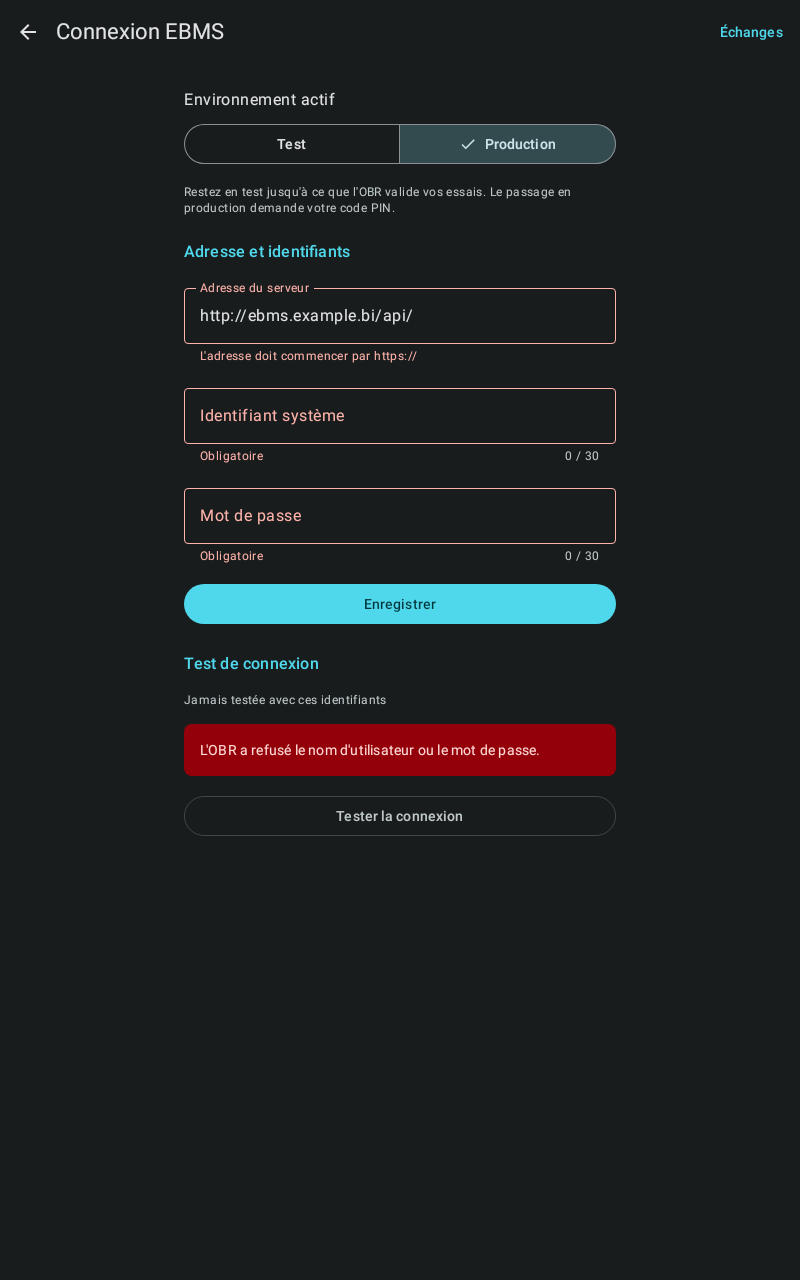 Connexion EBMS
Échanges
Environnement actif
Test
Production
Restez en test jusqu'à ce que l'OBR valide vos essais. Le passage en
production demande votre code PIN.
Adresse et identifiants
Adresse du serveur
http://ebms.example.bi/api/
L'adresse doit commencer par https://
Identifiant système
Obligatoire
0 / 30
Mot de passe
Obligatoire
0 / 30
Enregistrer
Test de connexion
Jamais testée avec ces identifiants
L'OBR a refusé le nom d'utilisateur ou le mot de passe.
Tester la connexion